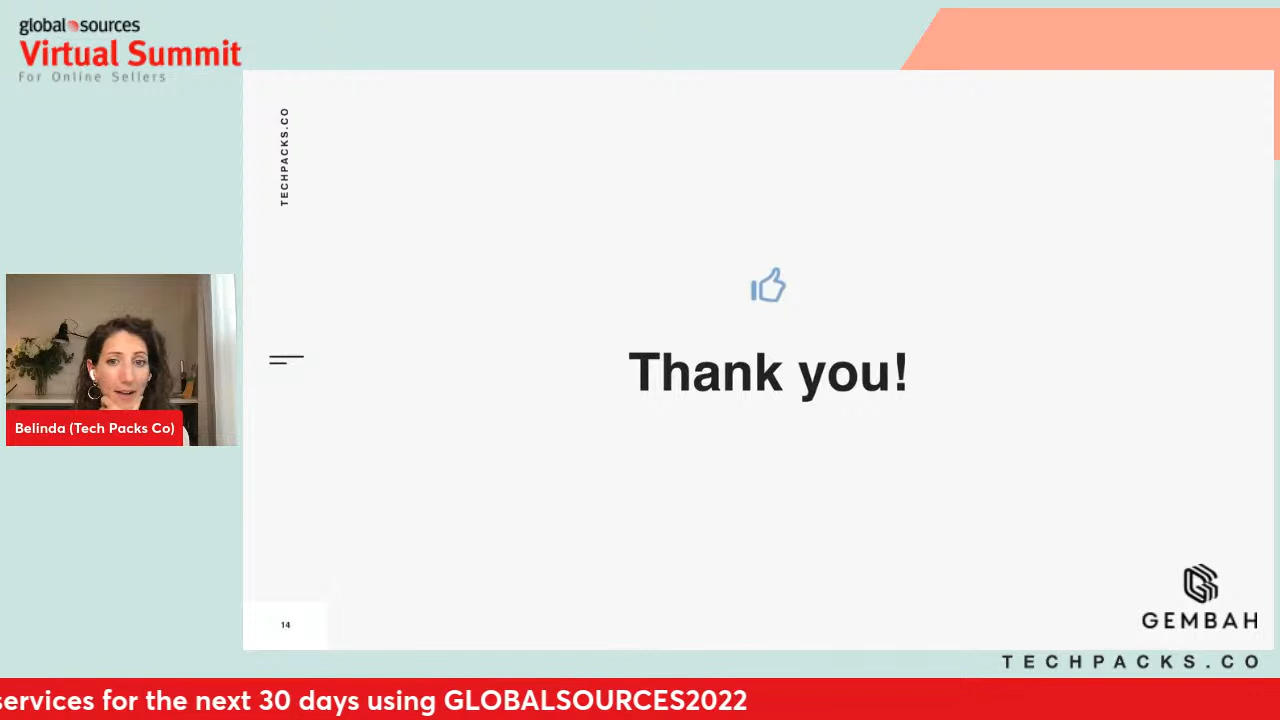 global sources
Virtual Summit
For Online Sellers
TECHPACKS.CO
Thank you!
Belinda (Tech Packs Co)
14
GEMBAH
TECHPACKS.CO
services for the next 30 days using GLOBALSOURCES2022